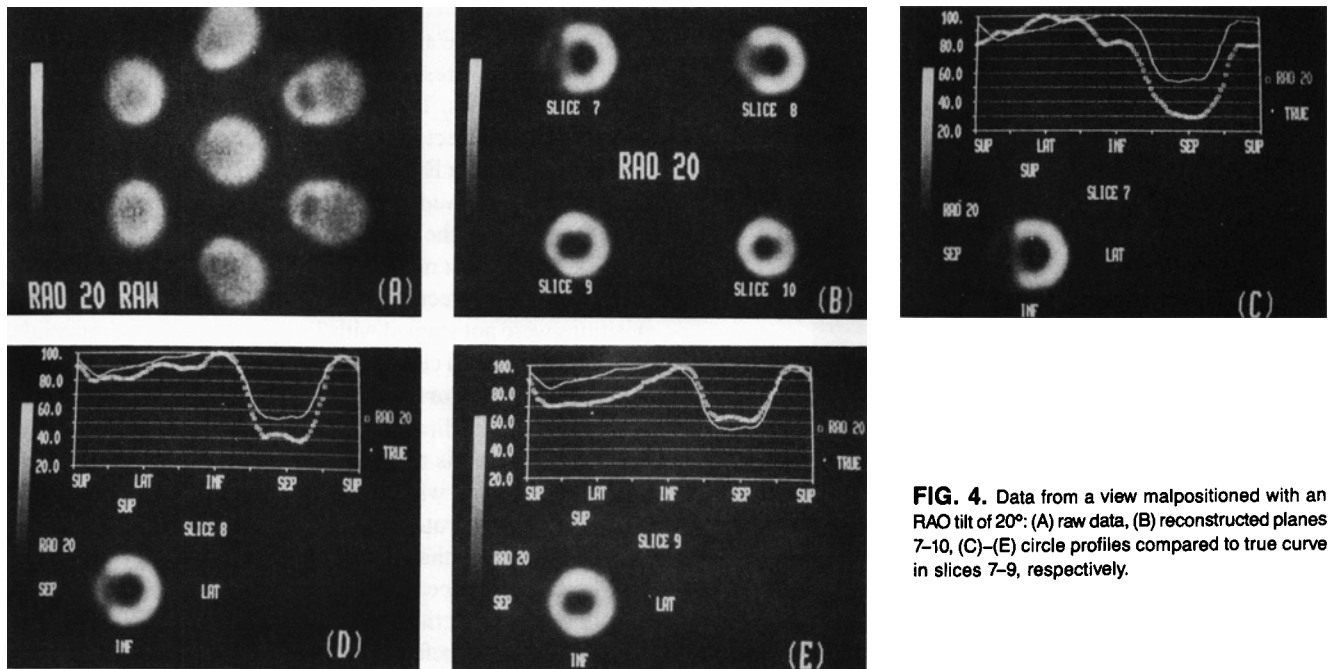 RAO 20 RAW
(A)
SLICE 7
SLICE 8
RAO 20
SLICE 9
SLICE 10
(B)
100.
80.0
60.0
40.0
20.0
SUP LAT INF SEP SUP
RAO 20
TRUE
SLICE 7
RAO 20
SUP
SEP
LAT
INF
(C)
100.
80.0
60.0
40.0
20.0
SUP LAT INF SEP SUP
RAO 20
TRUE
SLICE 8
RAO 20
SUP
SEP
LAT
INF
(D)
100.
80.0
60.0
40.0
20.0
SUP LAT INF SEP SUP
RAO 20
TRUE
SLICE 9
RAO 20
SUP
SEP
LAT
INF
(E)
FIG. 4. Data from a view malpositioned with an
RAO tilt of 20°: (A) raw data, (B) reconstructed planes
7–10, (C)–(E) circle profiles compared to true curve
in slices 7–9, respectively.